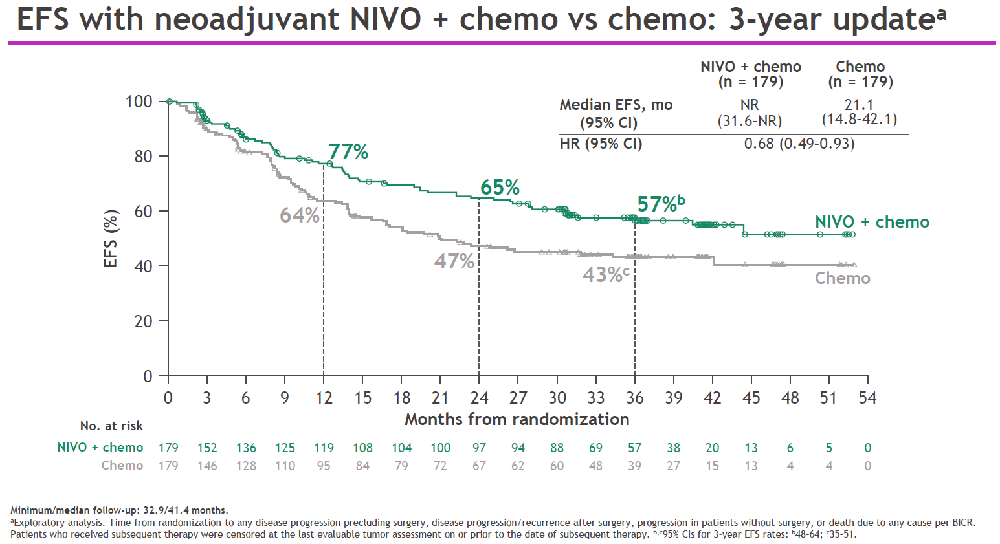 EFS with neoadjuvant NIVO + chemo vs chemo: 3-year updateᵃ
NIVO + chemo Chemo
(n = 179) (n = 179)
Median EFS, mo NR 21.1
(95% CI) (31.6-NR) (14.8-42.1)
HR (95% CI) 0.68 (0.49-0.93)
100
80
60
40
20
0
EFS (%)
77%
65%
57%ᵇ
64%
47%
43%ᶜ
NIVO + chemo
Chemo
0 3 6 9 12 15 18 21 24 27 30 33 36 39 42 45 48 51 54
Months from randomization
No. at risk
NIVO + chemo 179 152 136 125 119 108 104 100 97 94 88 69 57 38 20 13 6 5 0
Chemo 179 146 128 110 95 84 79 72 67 62 60 48 39 27 15 13 4 4 0
Minimum/median follow-up: 32.9/41.4 months.
ᵃExploratory analysis. Time from randomization to any disease progression precluding surgery, disease progression/recurrence after surgery, progression in patients without surgery, or death due to any cause per BICR.
Patients who received subsequent therapy were censored at the last evaluable tumor assessment on or prior to the date of subsequent therapy. ᵇ,ᶜ95% CIs for 3-year EFS rates: ᵇ48-64; ᶜ35-51.